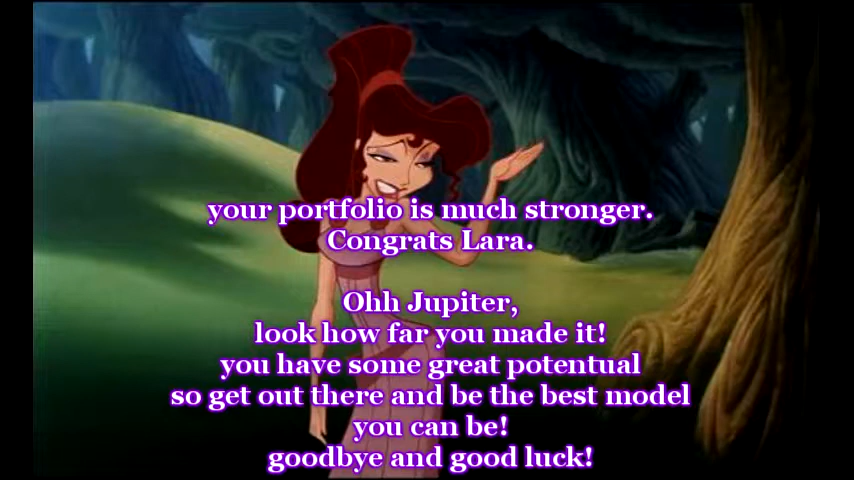 your portfolio is much stronger.
Congrats Lara.
Ohh Jupiter,
look how far you made it!
you have some great potentual
so get out there and be the best model
you can be!
goodbye and good luck!